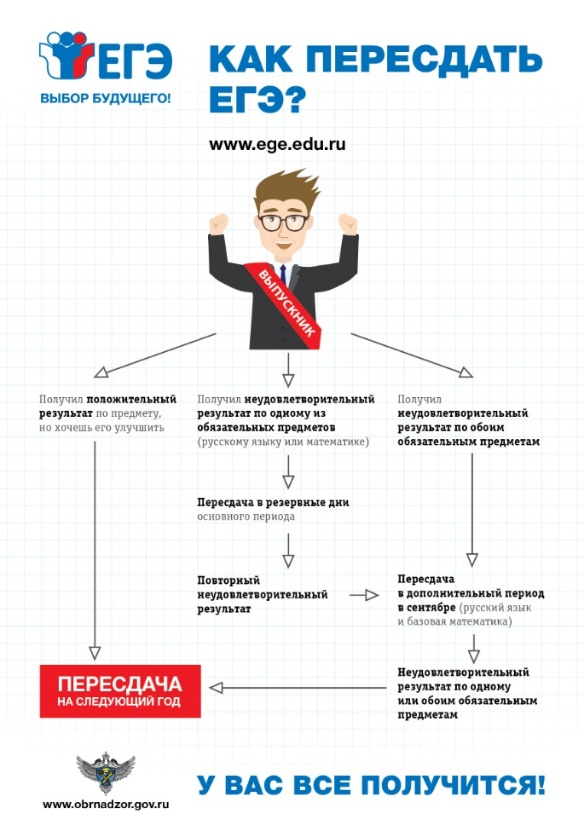 ЕГЭ
ВЫБОР БУДУЩЕГО!
КАК ПЕРЕСДАТЬ
ЕГЭ?
www.ege.edu.ru
ВЫПУСКНИК
Получил положительный
результат по предмету,
но хочешь его улучшить
Получил неудовлетворительный
результат по одному из
обязательных предметов
(русскому языку или математике)
Получил
неудовлетворительный
результат по обоим
обязательным предметам
Пересдача в резервные дни
основного периода
Повторный
неудовлетворительный
результат
Пересдача
в дополнительный период
в сентябре (русский язык
и базовая математика)
Неудовлетворительный
результат по одному
или обоим обязательным
предметам
ПЕРЕСДАЧА
НА СЛЕДУЮЩИЙ ГОД
www.obrnadzor.gov.ru
У ВАС ВСЕ ПОЛУЧИТСЯ!